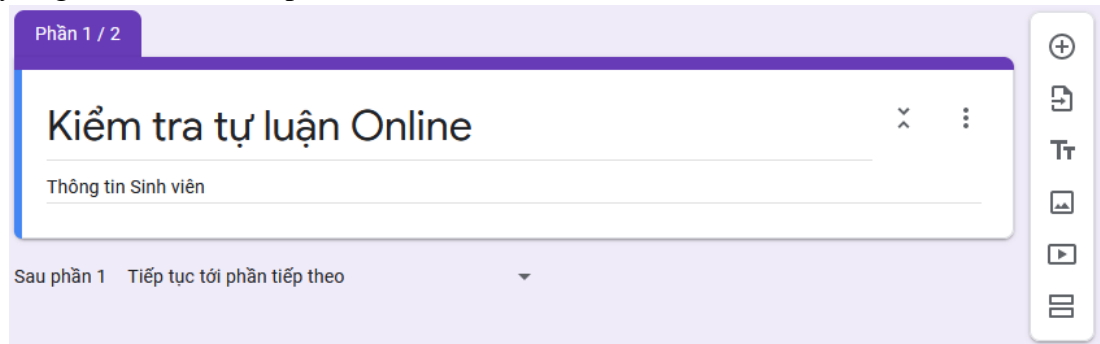 Phần 1 / 2
Kiểm tra tự luận Online
Thông tin Sinh viên
Sau phần 1 Tiếp tục tới phần tiếp theo